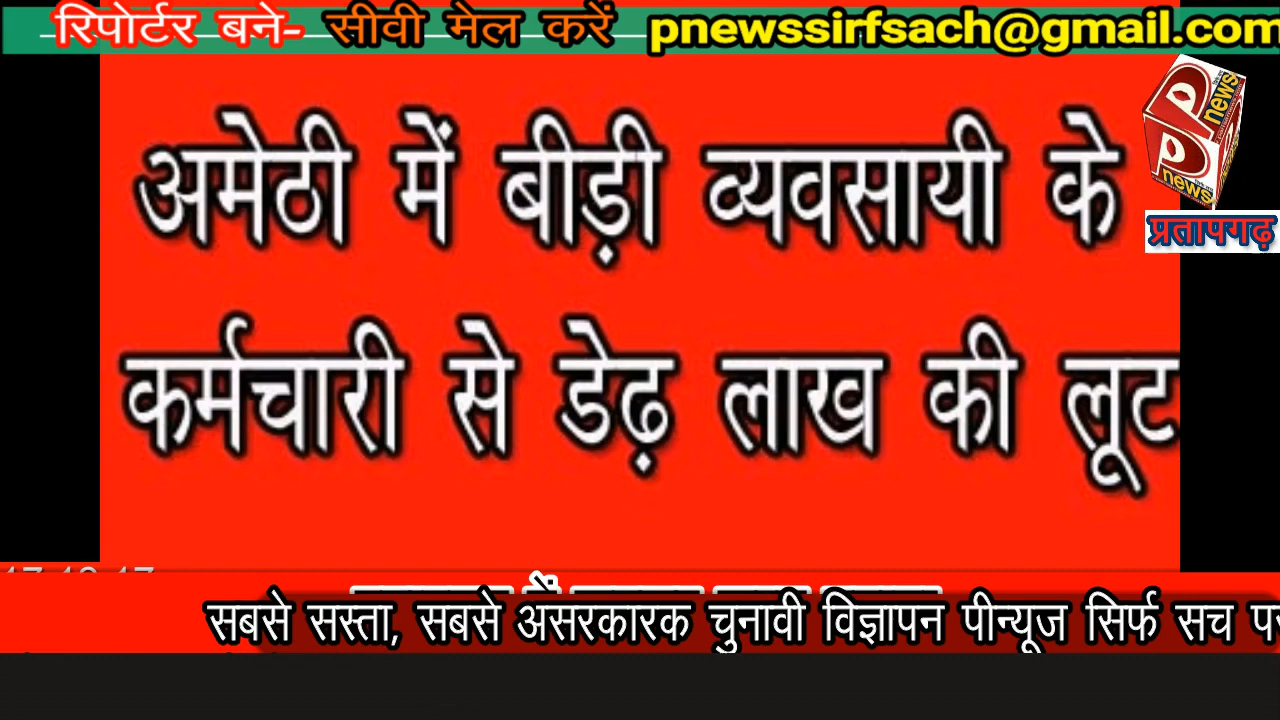 रिपोर्टर बने- सीवी मेल करें pnewssirfsach@gmail.com
P news
P news
प्रतापगढ़
अमेठी में बीड़ी व्यवसायी के
कर्मचारी से डेढ़ लाख की लूट
सबसे सस्ता, सबसे असरकारक चुनावी विज्ञापन पीन्यूज सिर्फ सच